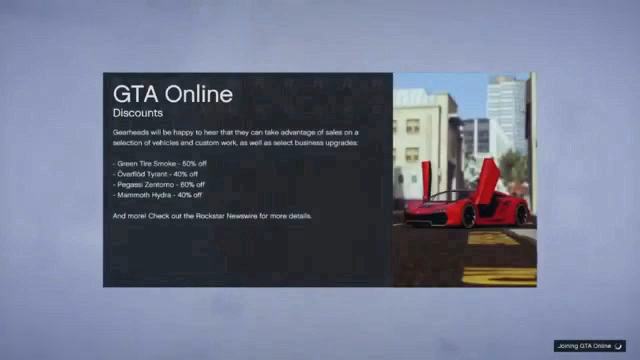 GTA Online
Discounts
Gearheads will be happy to hear that they can take advantage of sales on a
selection of vehicles and custom work, as well as select business upgrades:
- Green Tire Smoke - 50% off
- Överflöd Tyrant - 40% off
- Pegassi Zentorno - 60% off
- Mammoth Hydra - 40% off
And more! Check out the Rockstar Newswire for more details.
Joining GTA Online